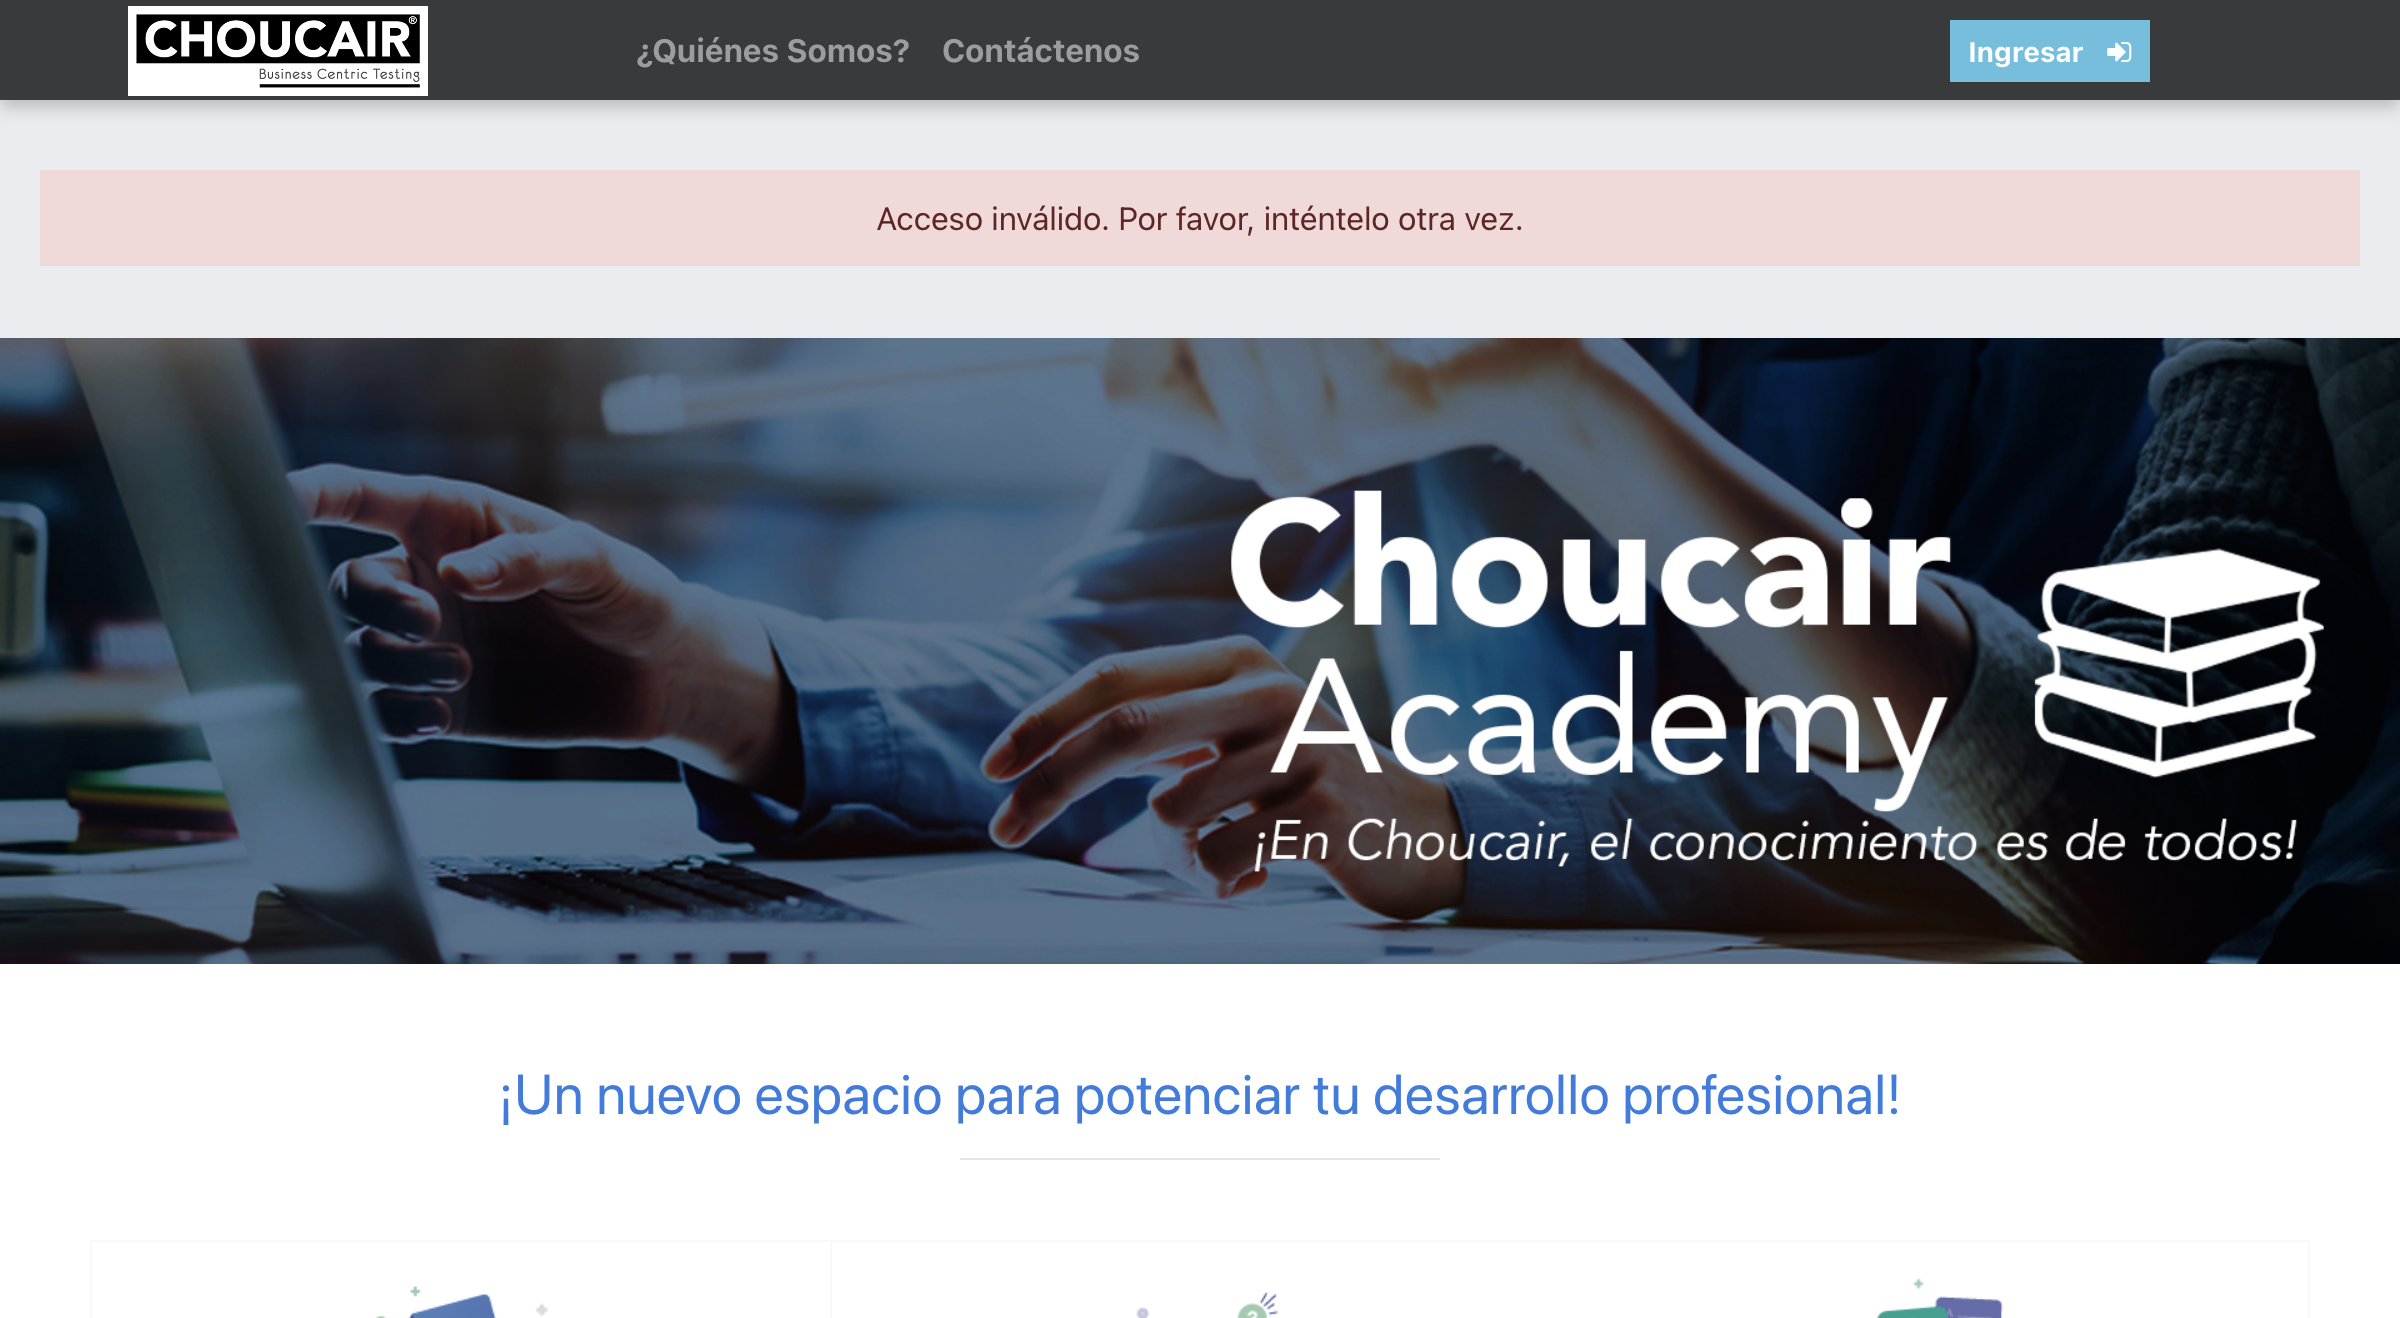 CHOUCAIR®
Business Centric Testing
¿Quiénes Somos?
Contáctenos
Ingresar
Acceso inválido. Por favor, inténtelo otra vez.
Choucair
Academy
¡En Choucair, el conocimiento es de todos!
¡Un nuevo espacio para potenciar tu desarrollo profesional!